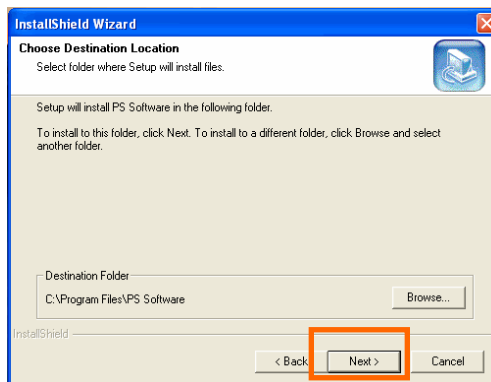 InstallShield Wizard
Choose Destination Location
Select folder where Setup will install files.
Setup will install PS Software in the following folder.
To install to this folder, click Next. To install to a different folder, click Browse and select
another folder.
Destination Folder
C:\Program Files\PS Software
Browse...
InstallShield
< Back
Next >
Cancel